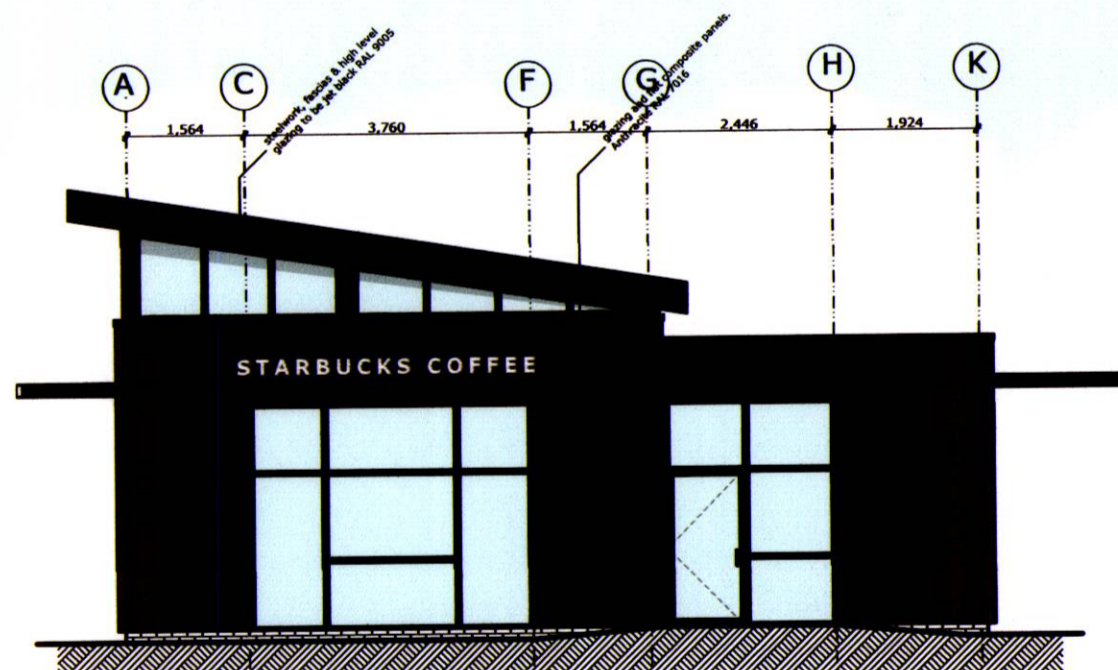 A
C
F
G
H
K
steelwork, fascias & high level
glazing to be jet black RAL 9005
glazing and flat composite panels.
Anthracite RAL 7016
1,564
3,760
1,564
2,446
1,924
STARBUCKS COFFEE